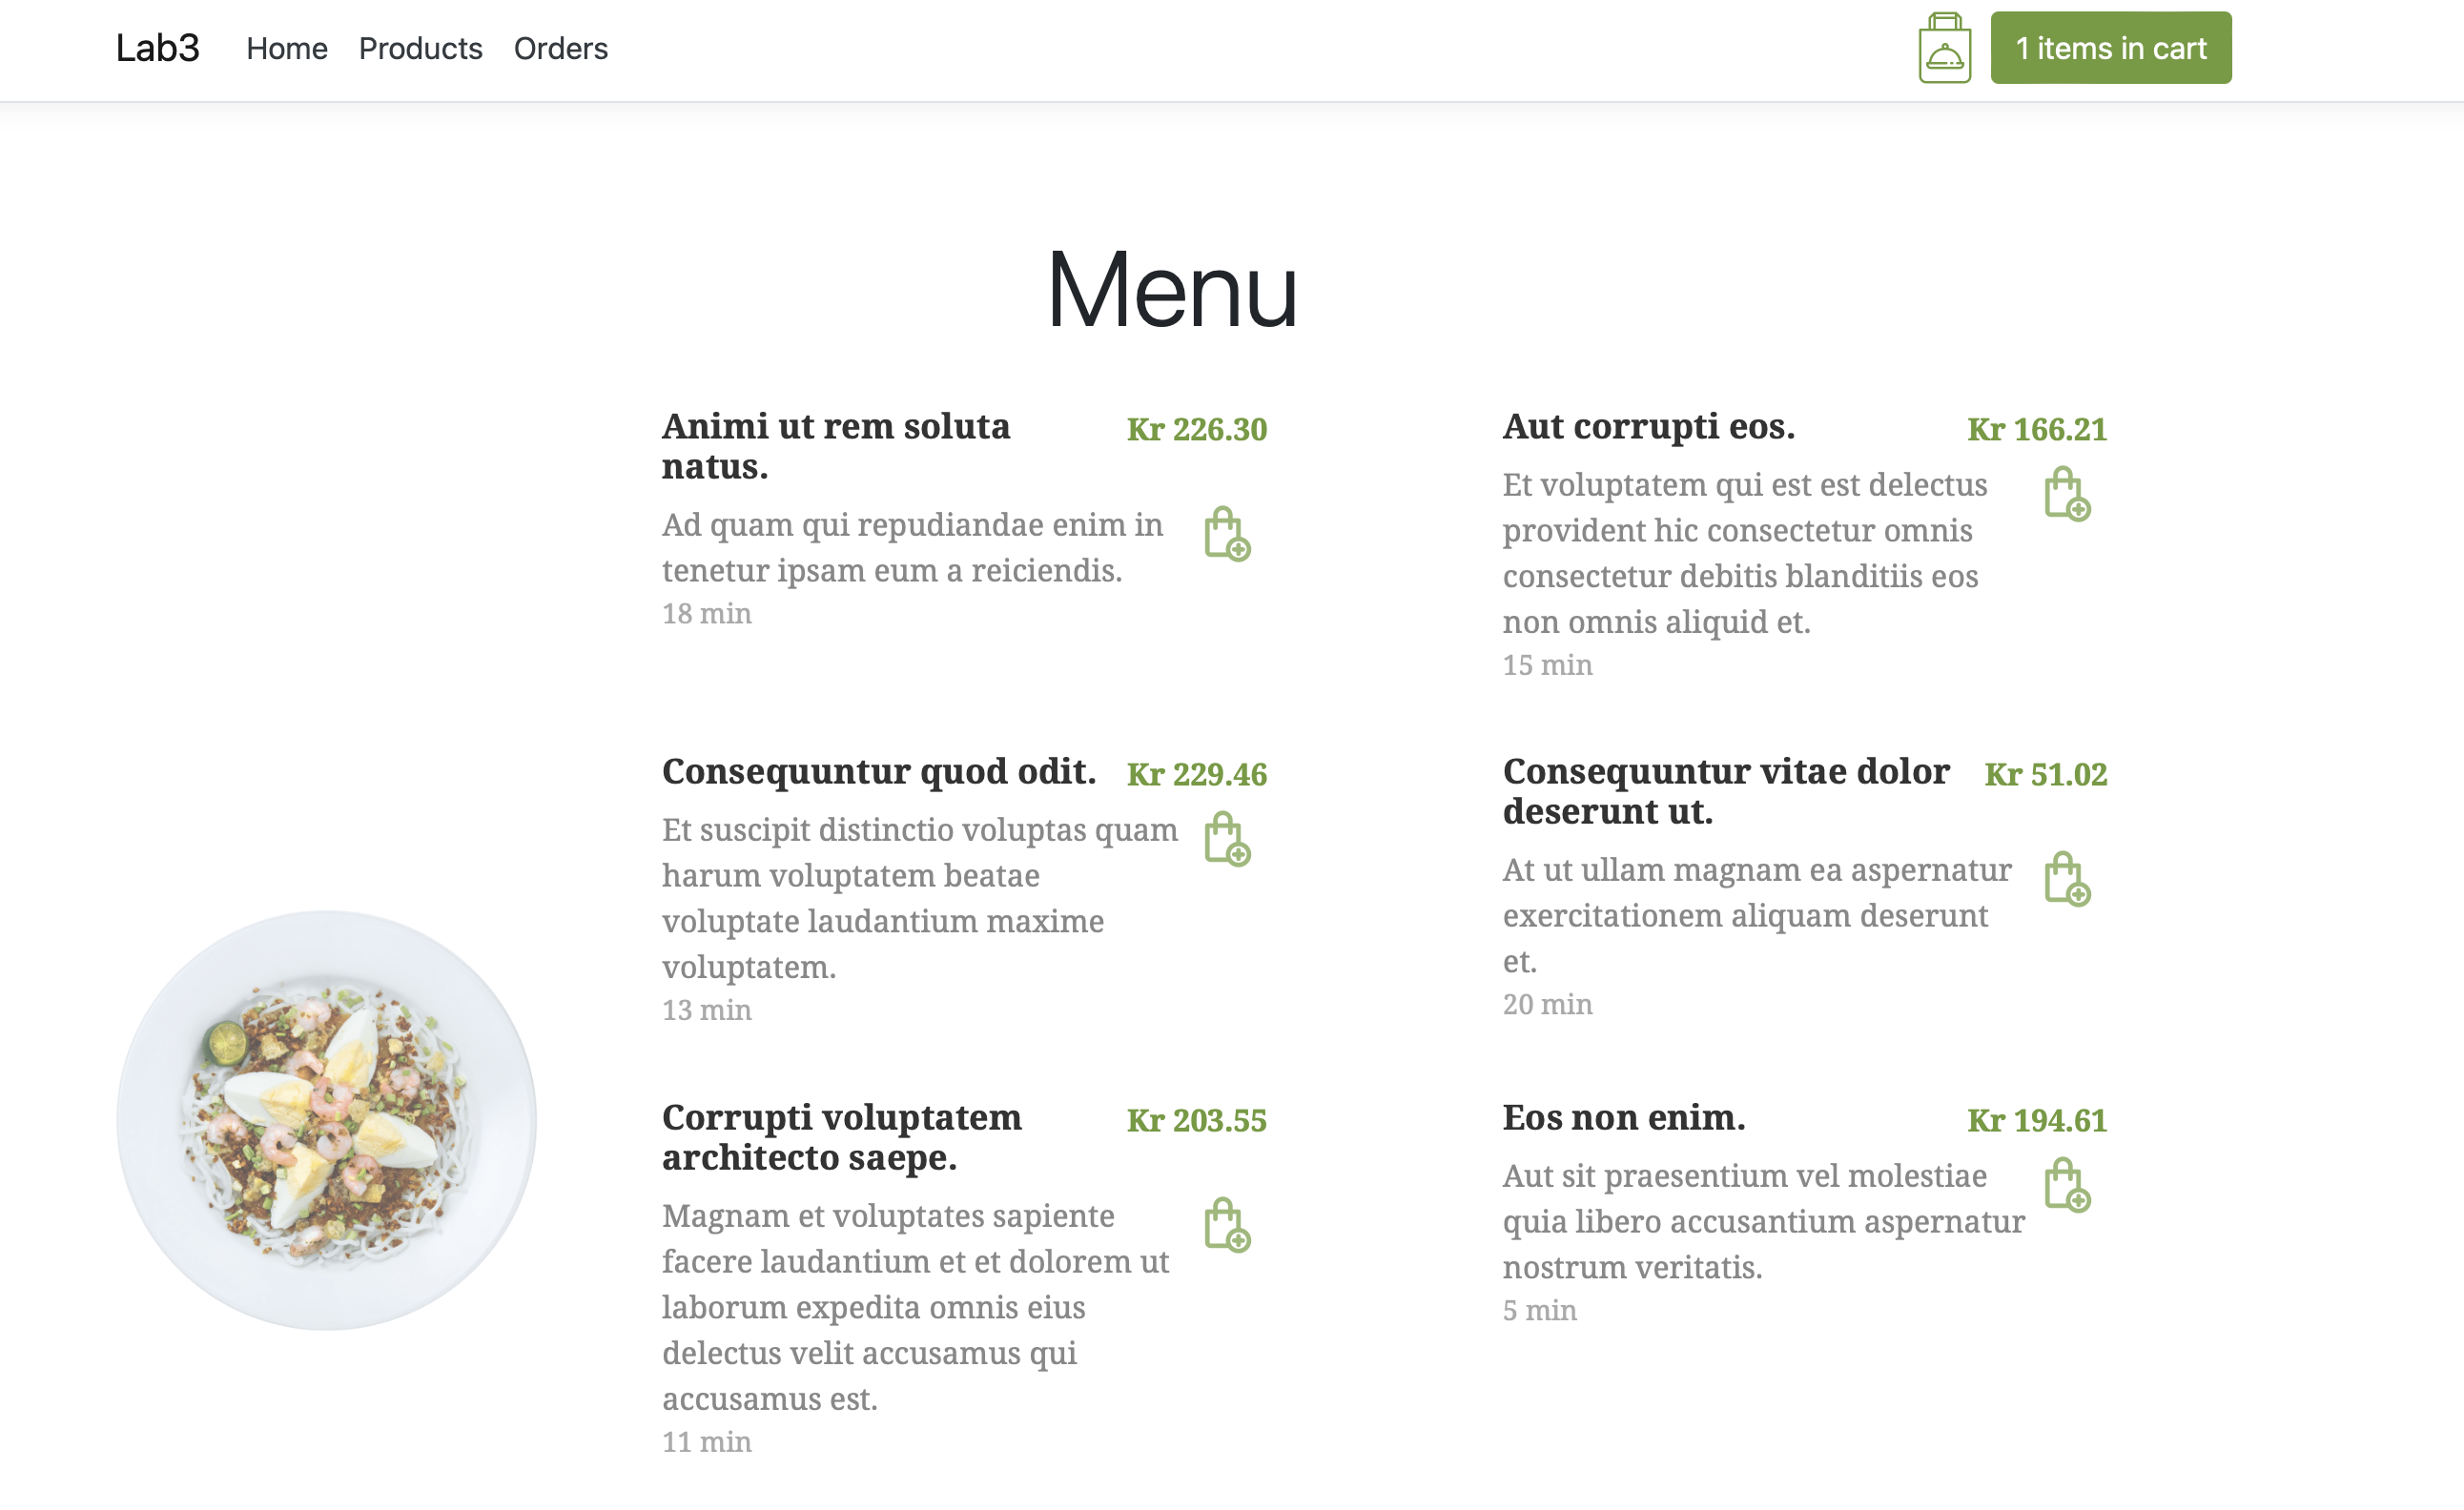 Lab3 Home Products Orders 1 items in cart
Menu
Animi ut rem soluta
natus.
Kr 226.30
Ad quam qui repudiandae enim in
tenetur ipsam eum a reiciendis.
18 min
Aut corrupti eos.
Kr 166.21
Et voluptatem qui est est delectus
provident hic consectetur omnis
consectetur debitis blanditiis eos
non omnis aliquid et.
15 min
Consequuntur quod odit.
Kr 229.46
Et suscipit distinctio voluptas quam
harum voluptatem beatae
voluptate laudantium maxime
voluptatem.
13 min
Consequuntur vitae dolor
deserunt ut.
Kr 51.02
At ut ullam magnam ea aspernatur
exercitationem aliquam deserunt
et.
20 min
Corrupti voluptatem
architecto saepe.
Kr 203.55
Magnam et voluptates sapiente
facere laudantium et et dolorem ut
laborum expedita omnis eius
delectus velit accusamus qui
accusamus est.
11 min
Eos non enim.
Kr 194.61
Aut sit praesentium vel molestiae
quia libero accusantium aspernatur
nostrum veritatis.
5 min